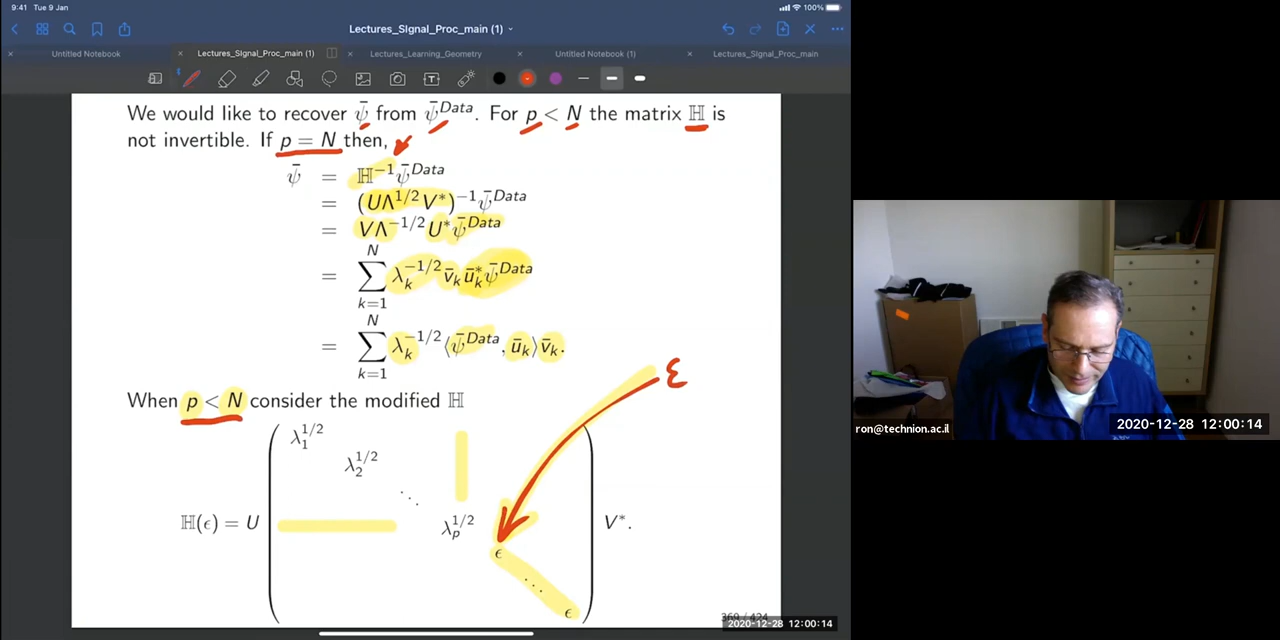 9:41 Tue 9 Jan
100%
Lectures_SIgnal_Proc_main (1)
Untitled Notebook
Lectures_SIgnal_Proc_main (1)
Lectures_Learning_Geometry
Untitled Notebook (1)
Lectures_SIgnal_Proc_main
We would like to recover ψ̄ from ψ̄^Data. For p < N the matrix ℍ is
not invertible. If p = N then,
ψ̄ = ℍ^−1 ψ̄^Data
= (UΛ^1/2 V*)^−1 ψ̄^Data
= VΛ^−1/2 U* ψ̄^Data
= ∑_{k=1}^{N} λ_k^−1/2 v̄_k ū_k* ψ̄^Data
= ∑_{k=1}^{N} λ_k^−1/2 ⟨ψ̄^Data, ū_k⟩ v̄_k.
ε
When p < N consider the modified ℍ
λ_1^1/2
λ_2^1/2
⋱
ℍ(ϵ) = U λ_p^1/2 V*.
ϵ
⋱
ϵ
369 / 424
2020-12-28 12:00:14
ron@technion.ac.il
2020-12-28 12:00:14